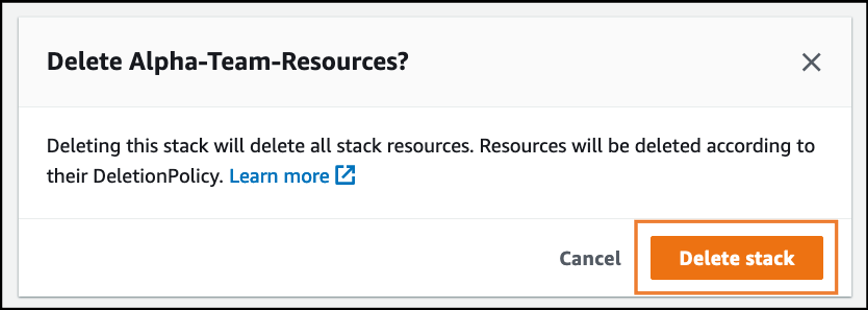 Delete Alpha-Team-Resources?
Deleting this stack will delete all stack resources. Resources will be deleted according to
their DeletionPolicy. Learn more
Cancel
Delete stack